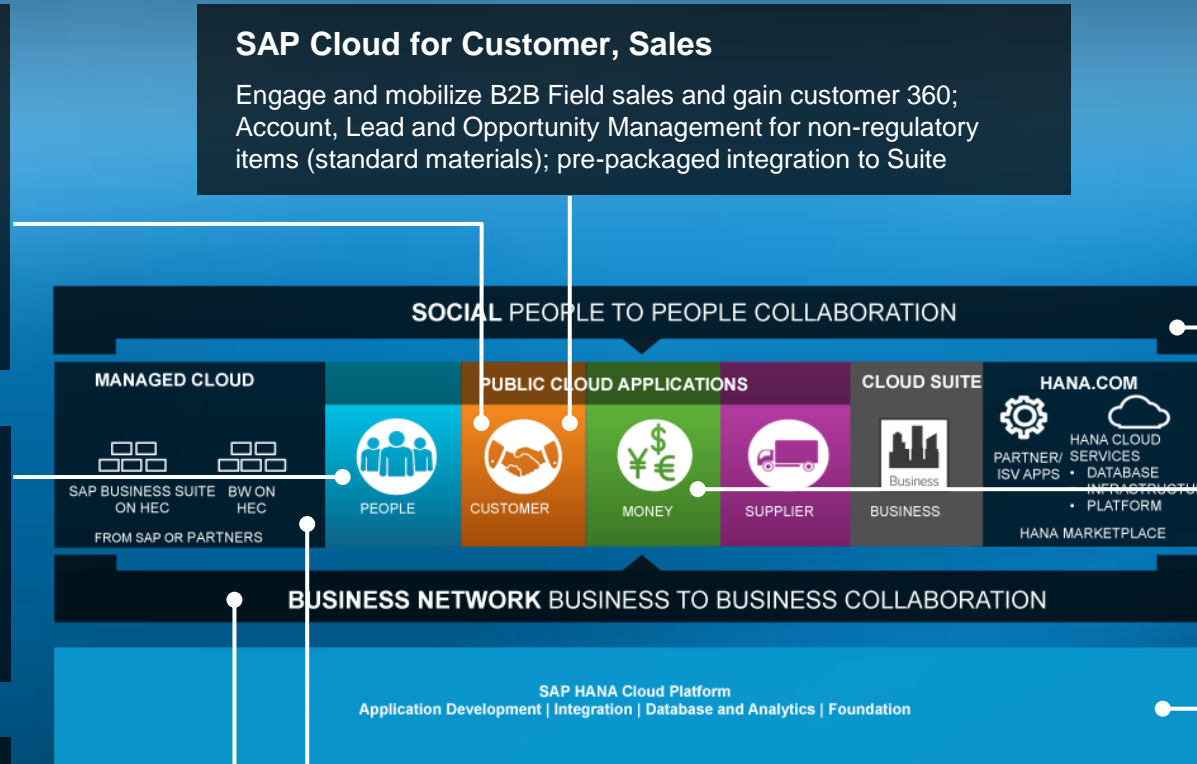 SAP Cloud for Customer, Sales
Engage and mobilize B2B Field sales and gain customer 360;
Account, Lead and Opportunity Management for non-regulatory
items (standard materials); pre-packaged integration to Suite
SOCIAL PEOPLE TO PEOPLE COLLABORATION
MANAGED CLOUD
SAP BUSINESS SUITE
ON HEC
BW ON
HEC
FROM SAP OR PARTNERS
PUBLIC CLOUD APPLICATIONS
PEOPLE
CUSTOMER
$
¥€
MONEY
SUPPLIER
CLOUD SUITE
Business
BUSINESS
HANA.COM
PARTNER/
ISV APPS
HANA CLOUD
SERVICES
• DATABASE
• INFRASTRUCTU
• PLATFORM
HANA MARKETPLACE
BUSINESS NETWORK BUSINESS TO BUSINESS COLLABORATION
SAP HANA Cloud Platform
Application Development | Integration | Database and Analytics | Foundation